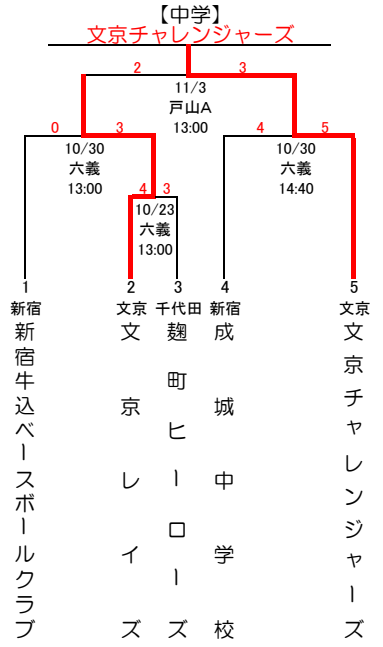 【中学】
文京チャレンジャーズ
2 3
11/3
戸山A
13:00
0 3
4 5
10/30
六義
13:00
10/30
六義
14:40
4 3
10/23
六義
13:00
1 2 3 4 5
新宿 文京 千代田 新宿 文京
新宿牛込ベースボールクラブ
文京レイズ
麹町ヒーローズ
成城中学校
文京チャレンジャーズ